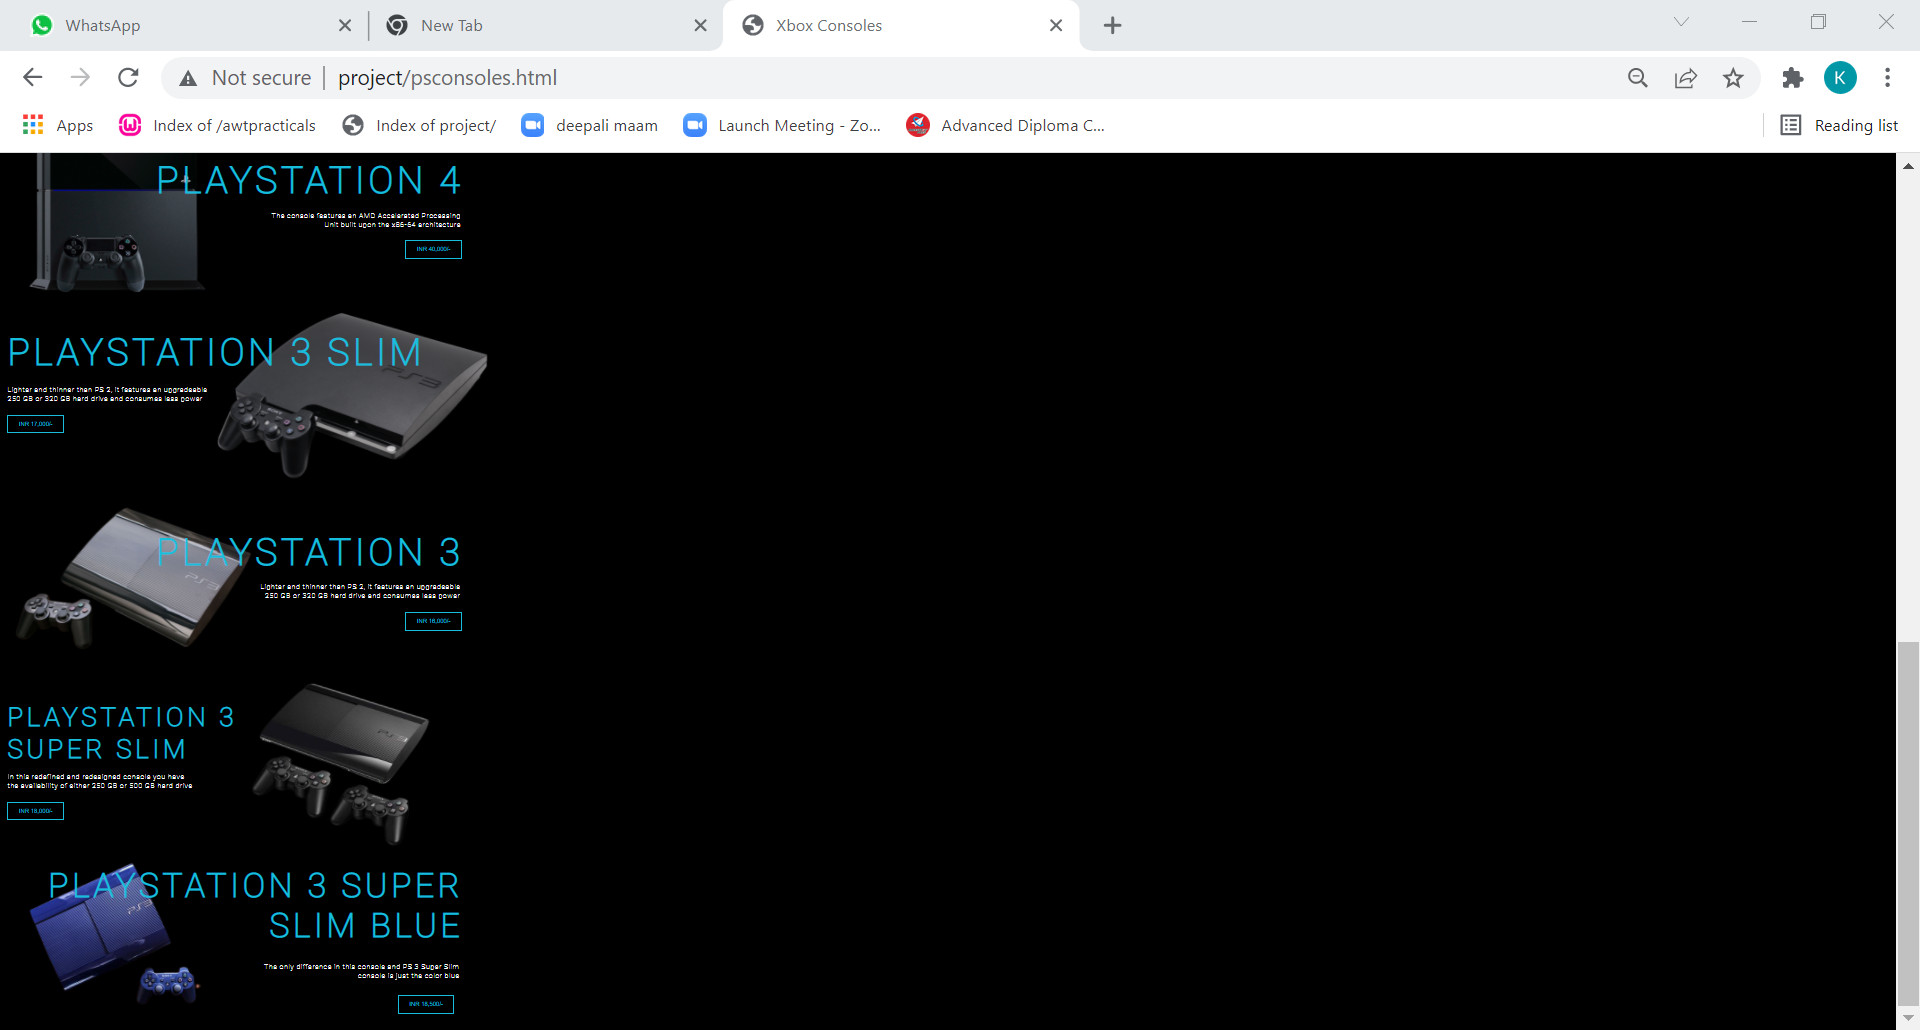 WhatsApp
New Tab
Xbox Consoles
Not secure
project/psconsoles.html
K
Apps
Index of /awtpracticals
Index of project/
deepali maam
Launch Meeting - Zo...
Advanced Diploma C...
Reading list
PLAYSTATION 4
The console features an AMD Accelerated Processing
Unit built upon the x86-64 architecture
INR 40,000/-
PLAYSTATION 3 SLIM
PS3
Lighter and thinner than PS 2, it features an upgradeable
250 GB or 320 GB hard drive and consumes less power
INR 17,000/-
PLAYSTATION 3
PS3
Lighter and thinner than PS 2, it features an upgradeable
250 GB or 320 GB hard drive and consumes less power
INR 18,000/-
PLAYSTATION 3
SUPER SLIM
PS3
In this redefined and redesigned console you have
the availability of either 250 GB or 500 GB hard drive
INR 18,000/-
PLAYSTATION 3 SUPER
SLIM BLUE
PS3
The only difference in this console and PS 3 Super Slim
console is just the color blue
INR 18,500/-